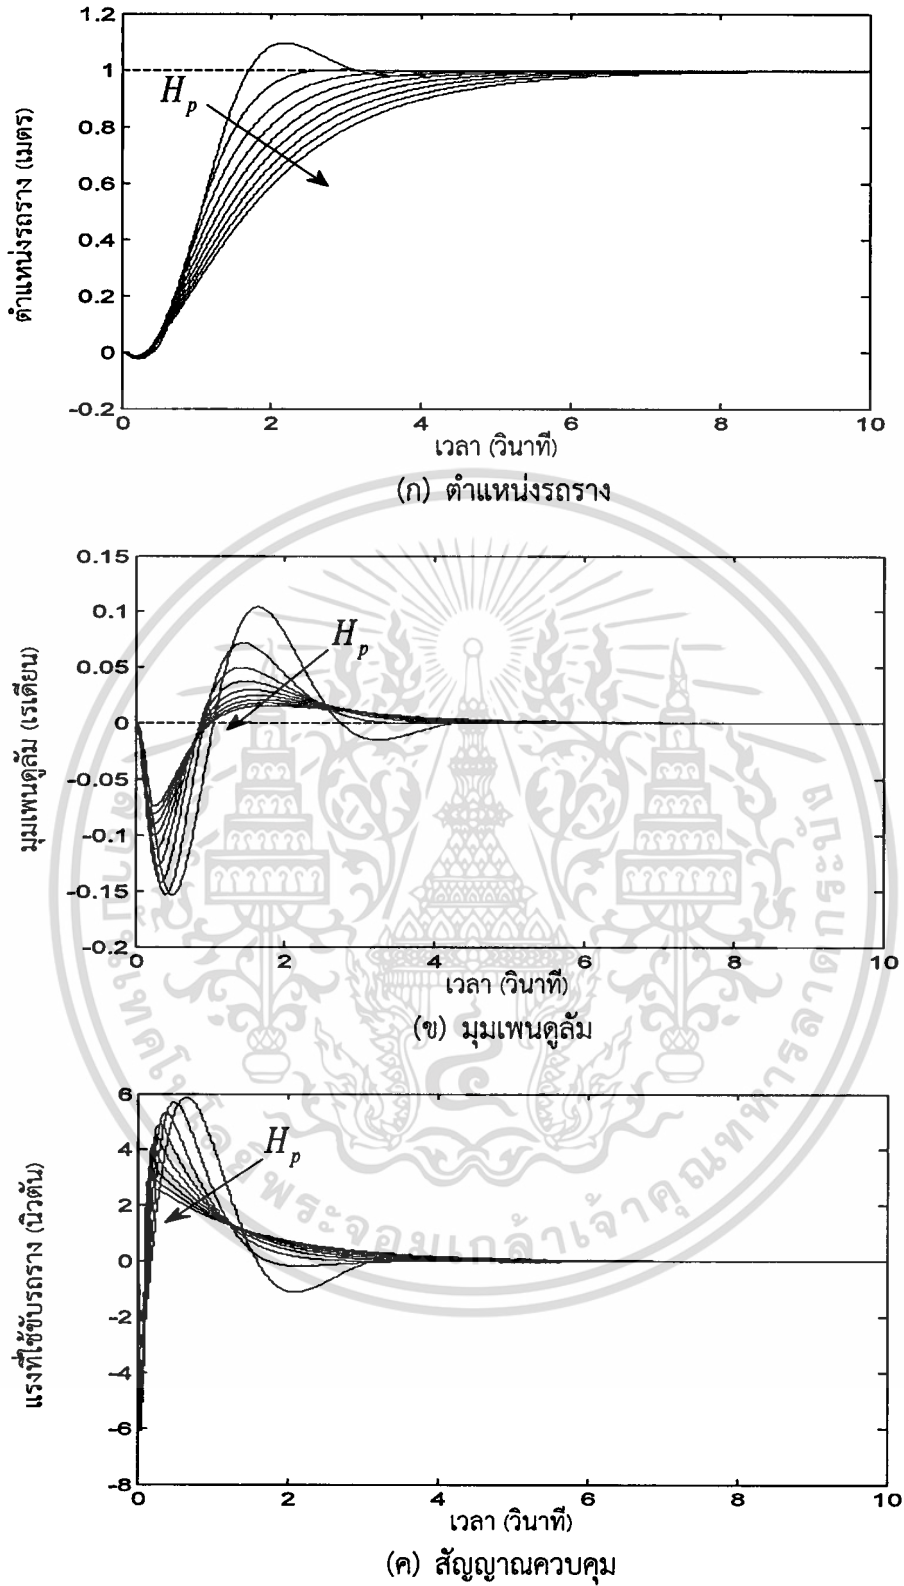 1.2
1
0.8
0.6
0.4
0.2
0
-0.2
H_p
ตำแหน่งรถราง (เมตร)
0 2 4 6 8 10
เวลา (วินาที)
(ก) ตำแหน่งรถราง
0.15
0.1
0.05
0
-0.05
-0.1
-0.15
-0.2
H_p
มุมเพนดูลัม (เรเดียน)
0 2 4 6 8 10
เวลา (วินาที)
(ข) มุมเพนดูลัม
6
4
2
0
-2
-4
-6
-8
H_p
แรงที่ใช้ขับรถราง (นิวตัน)
0 2 4 6 8 10
เวลา (วินาที)
(ค) สัญญาณควบคุม